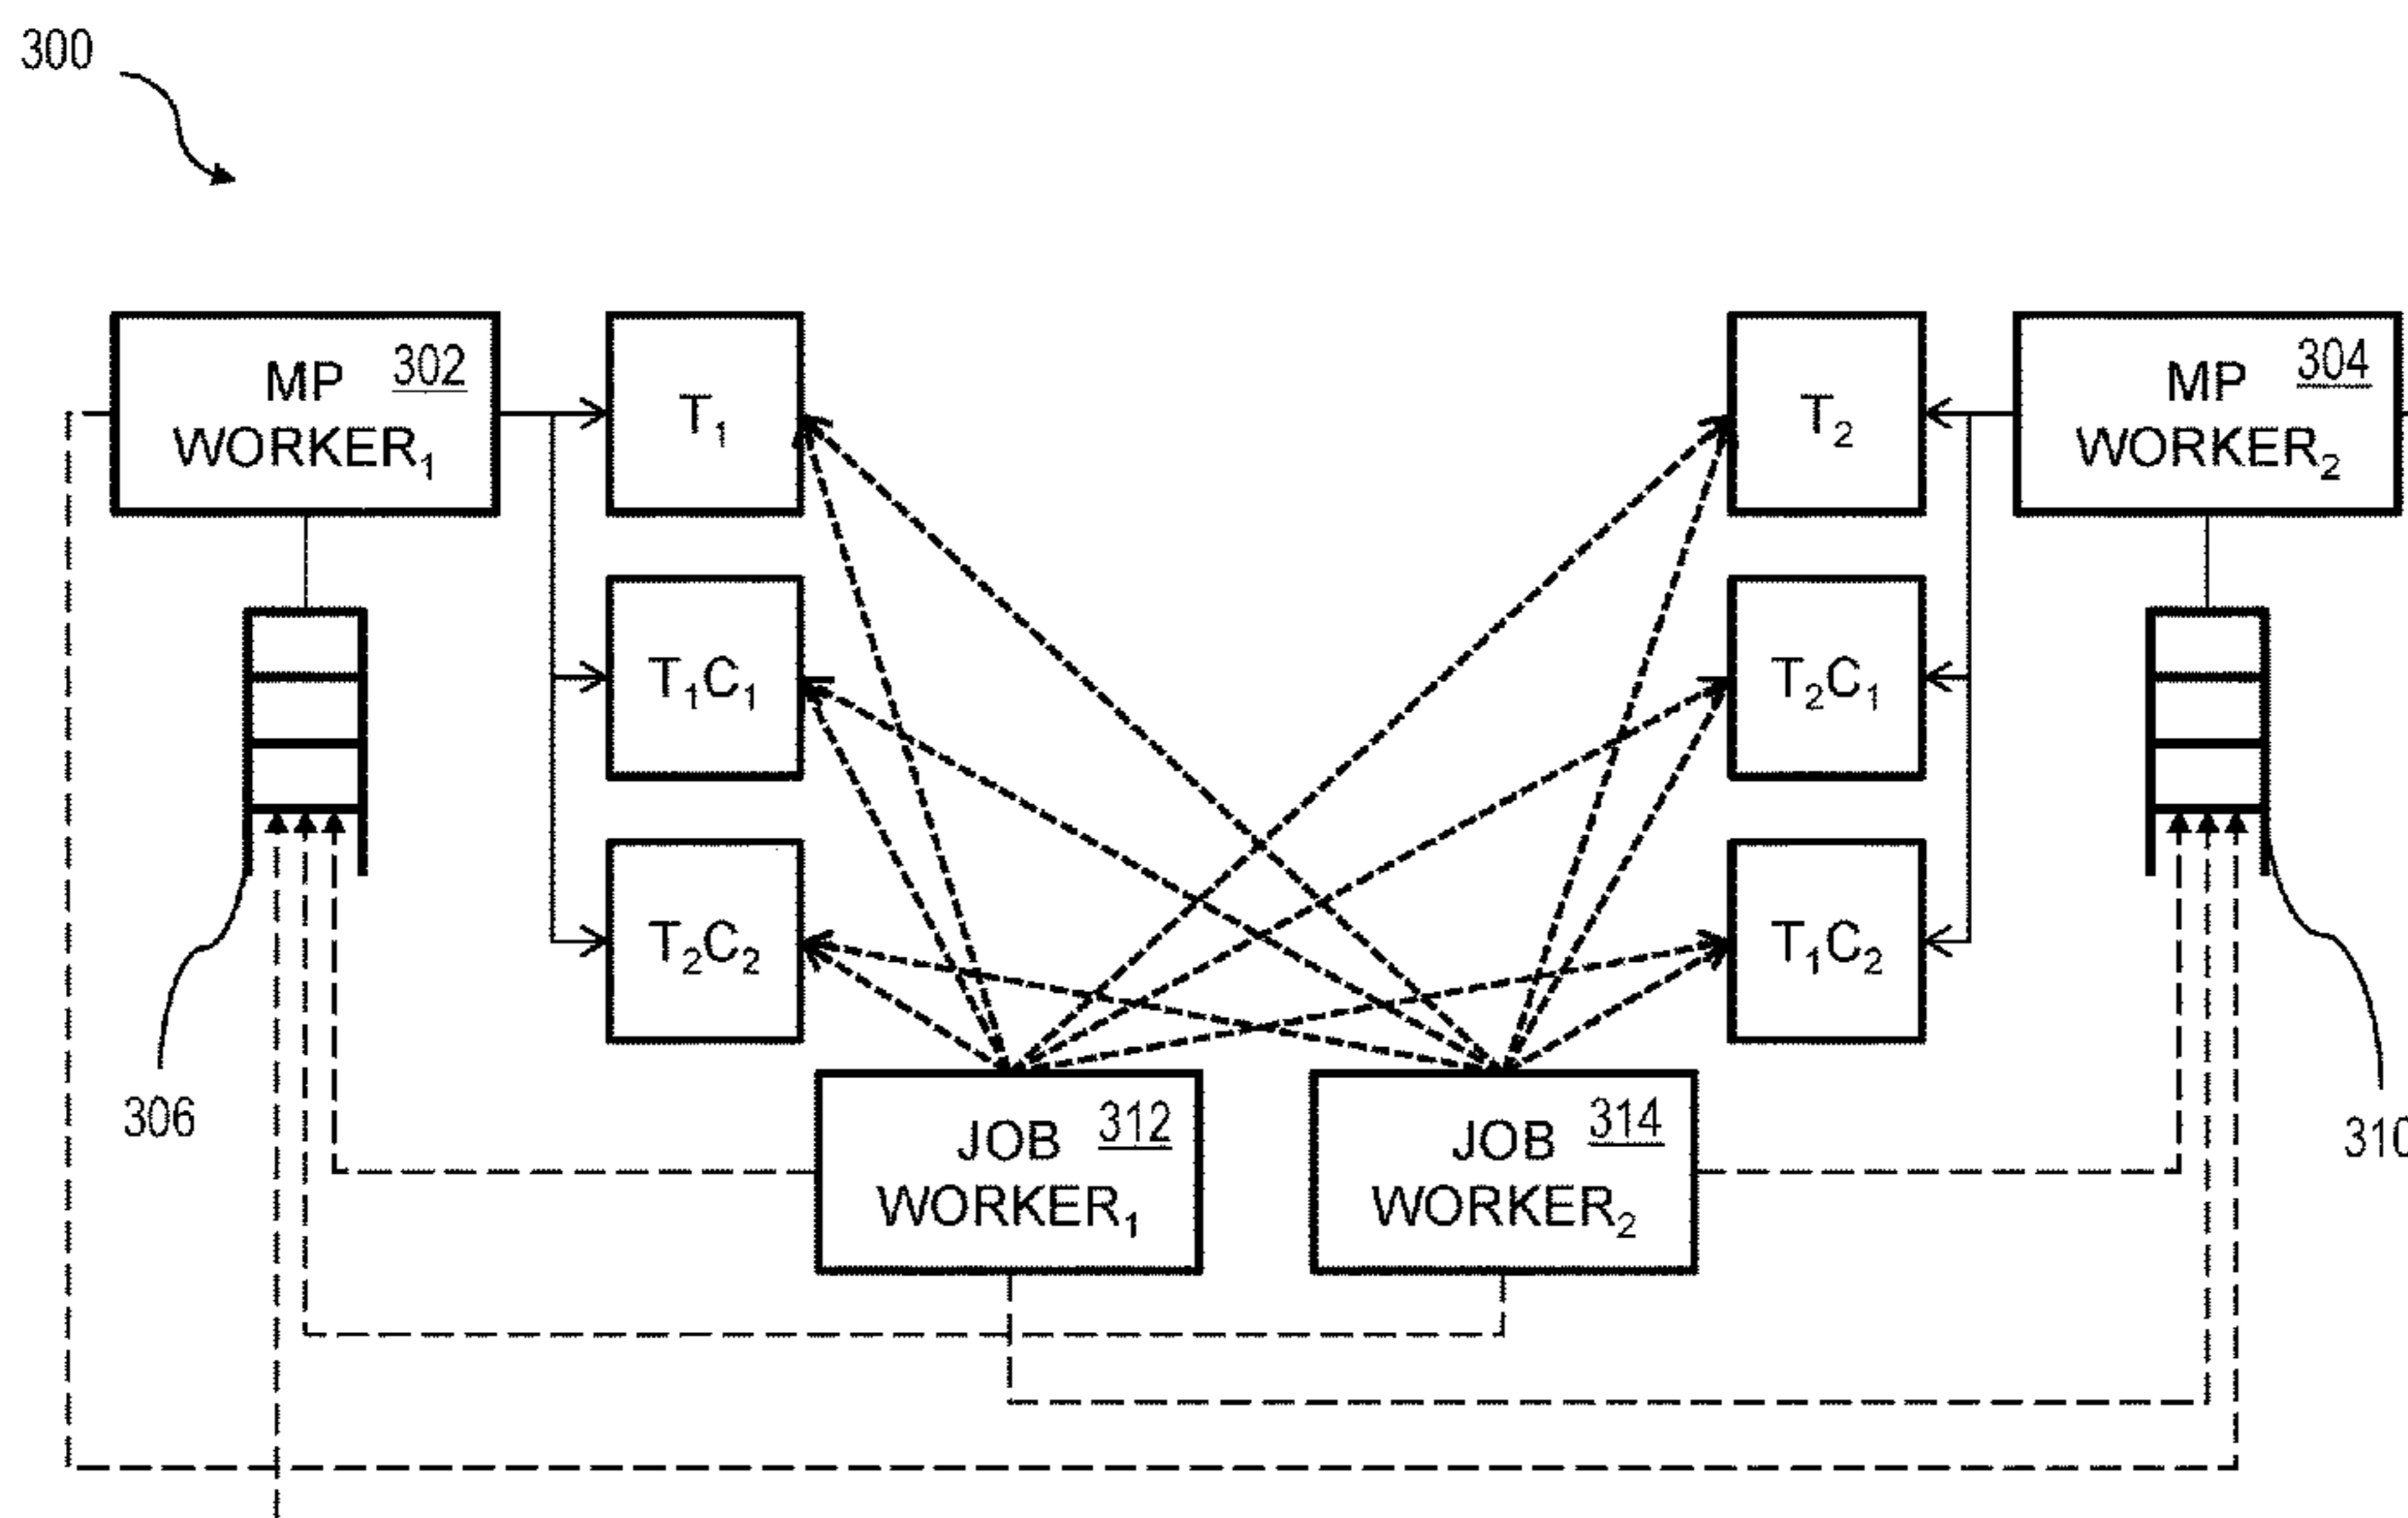 300
MP 302
WORKER₁
T₁
T₂
MP 304
WORKER₂
T₁C₁
T₂C₁
T₂C₂
T₁C₂
306
JOB 312
WORKER₁
JOB 314
WORKER₂
310